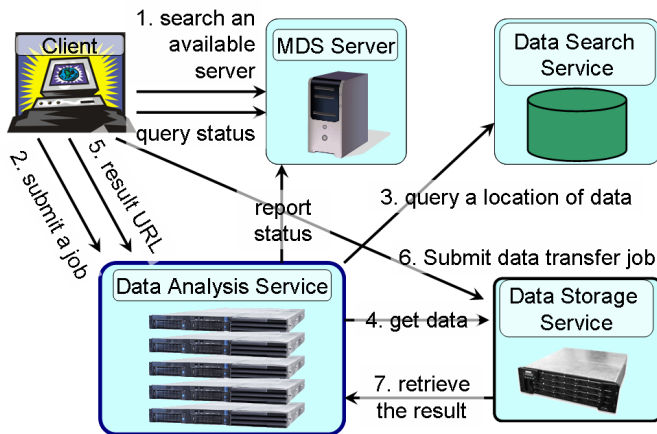 Client
1. search an
available
server
query status
MDS Server
Data Search
Service
2. submit a job
5. result URL
report
status
3. query a location of data
6. Submit data transfer job
Data Analysis Service
4. get data
Data Storage
Service
7. retrieve
the result